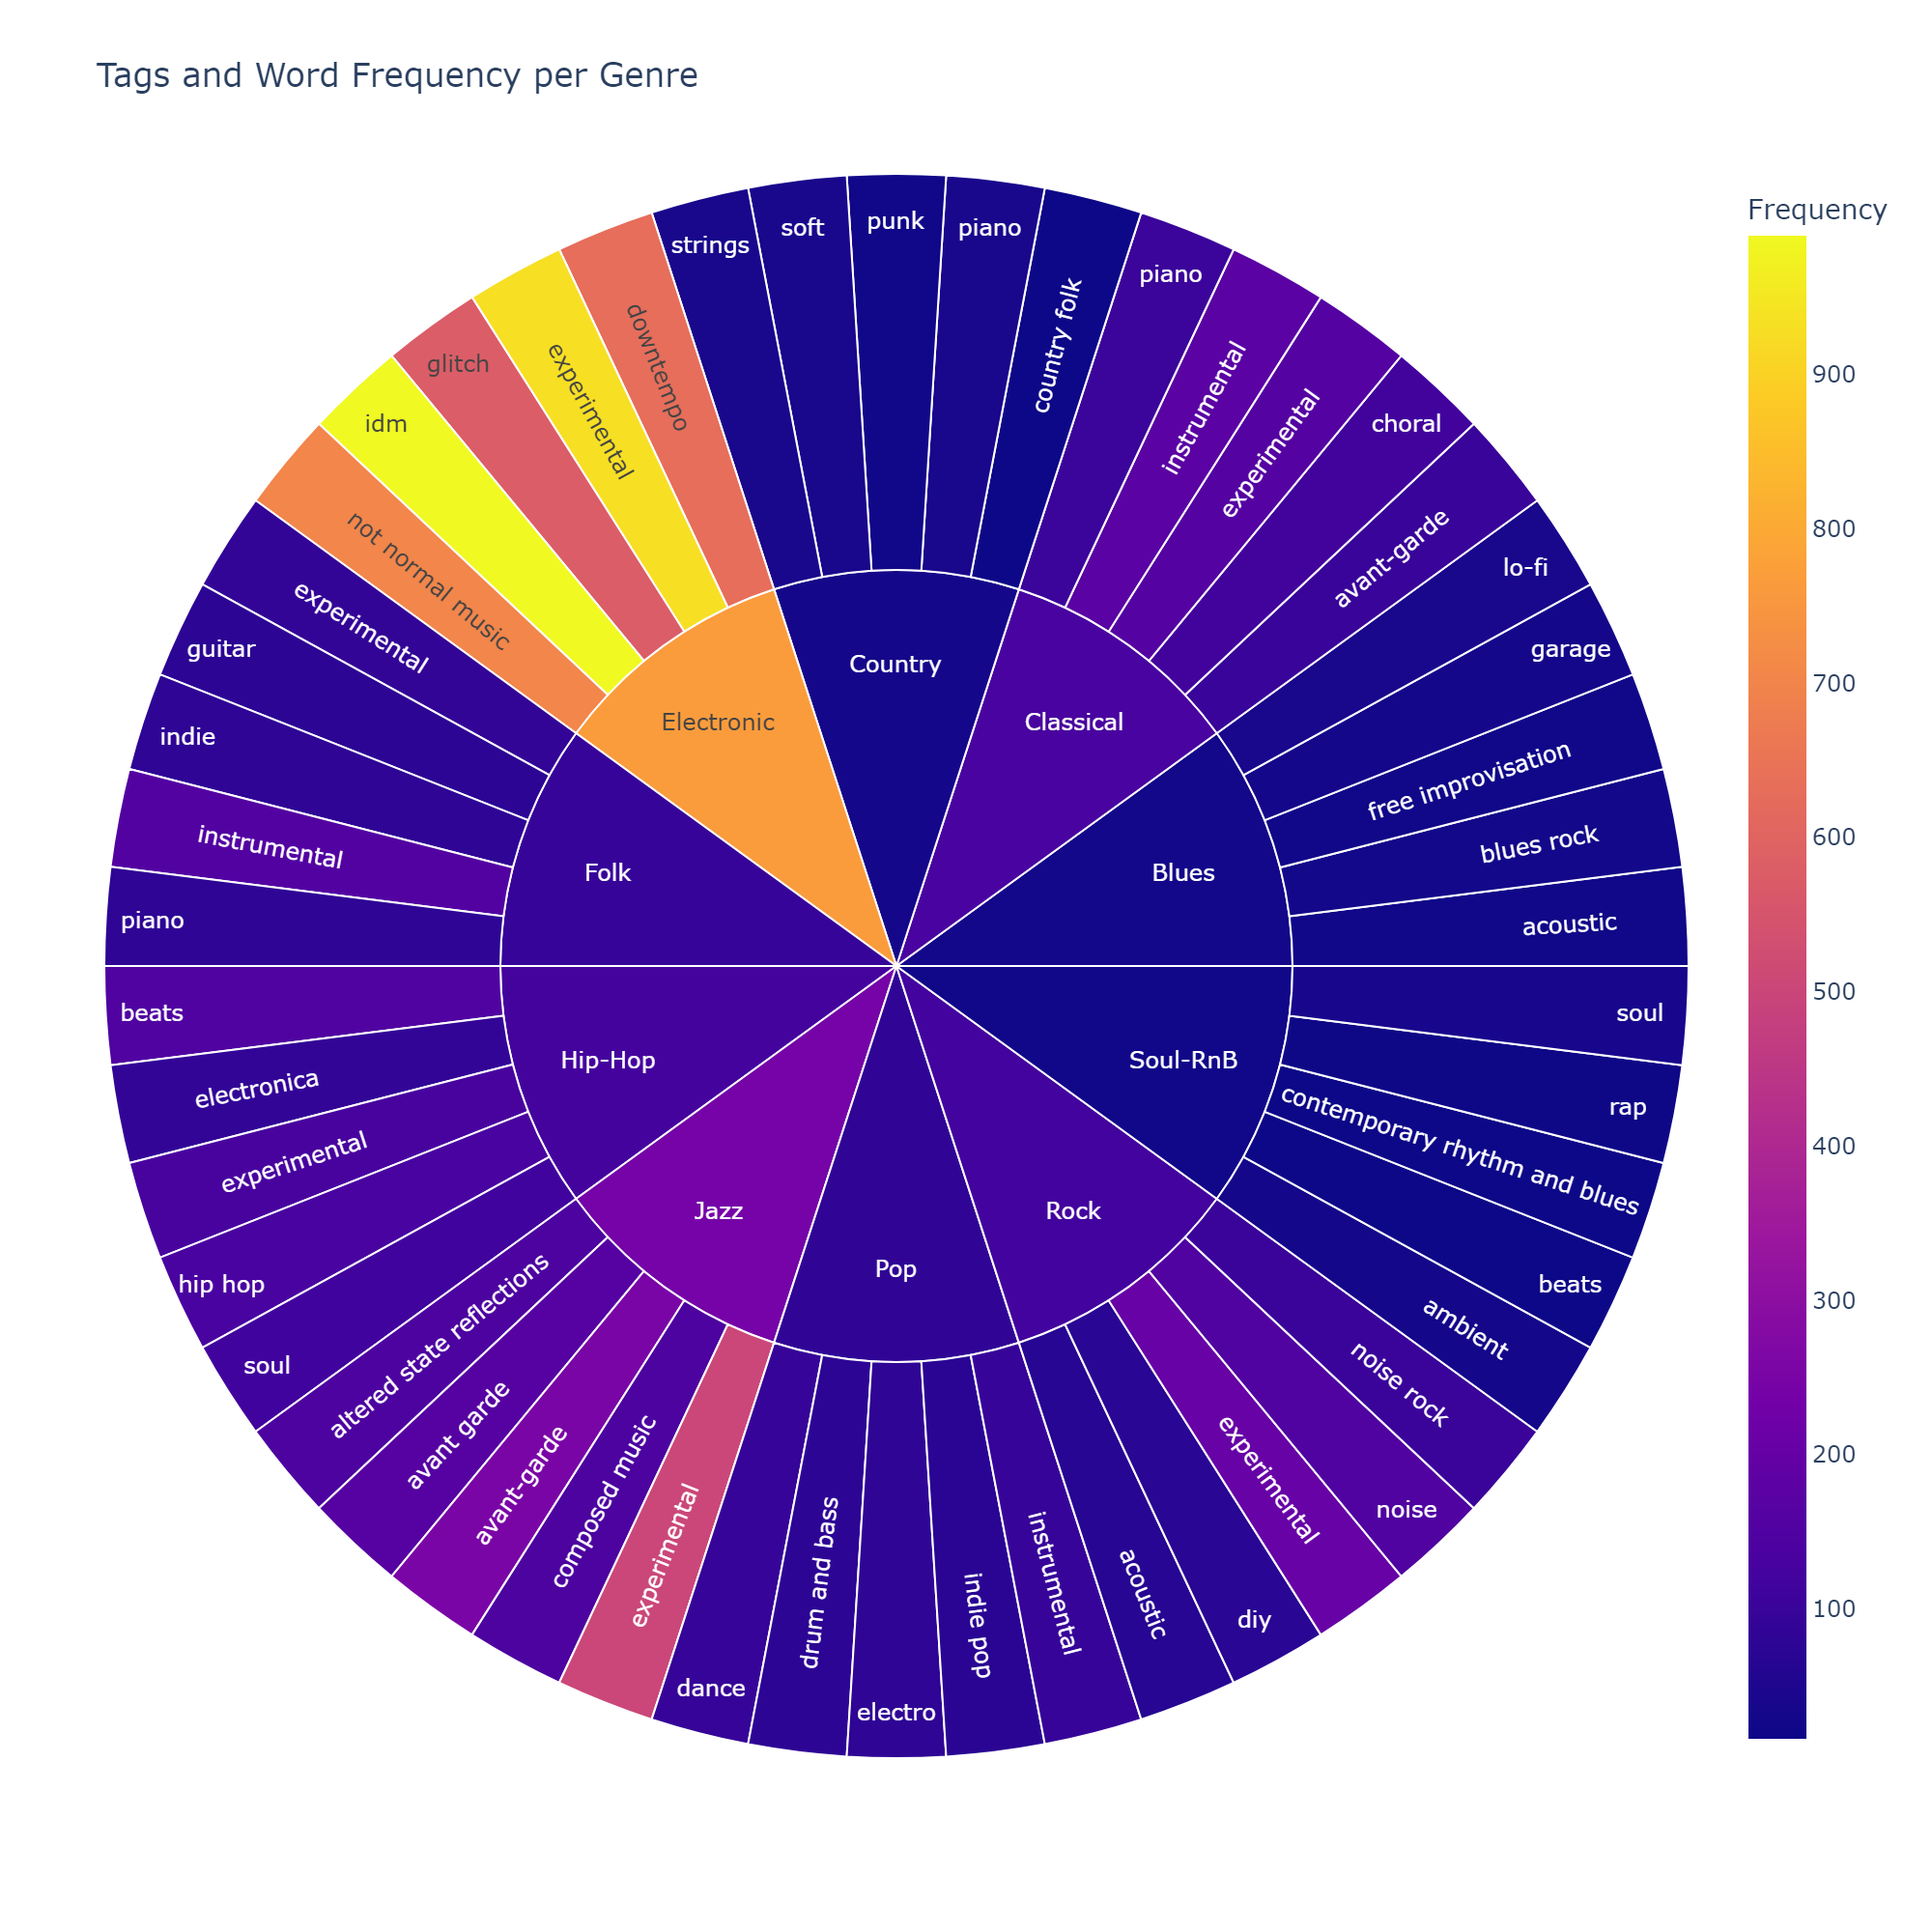 Tags and Word Frequency per Genre
Frequency
900
800
700
600
500
400
300
200
100
Country
strings
soft
punk
piano
country folk
Classical
piano
instrumental
experimental
choral
avant-garde
Blues
lo-fi
garage
free improvisation
blues rock
acoustic
Soul-RnB
soul
rap
contemporary rhythm and blues
beats
ambient
Rock
noise rock
noise
experimental
diy
acoustic
Pop
instrumental
indie pop
electro
drum and bass
dance
Jazz
experimental
composed music
avant-garde
avant garde
altered state reflections
Hip-Hop
soul
hip hop
experimental
electronica
beats
Folk
piano
instrumental
indie
guitar
experimental
Electronic
not normal music
idm
glitch
experimental
downtempo